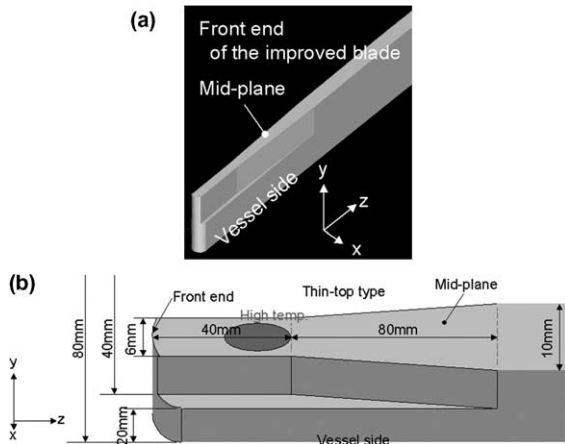 (a)
Front end
of the improved blade
Mid-plane
Vessel side
y
z
x
(b)
Thin-top type
Mid-plane
Front end
High temp.
40mm
80mm
6mm
40mm
80mm
10mm
20mm
y
x
z
Vessel side